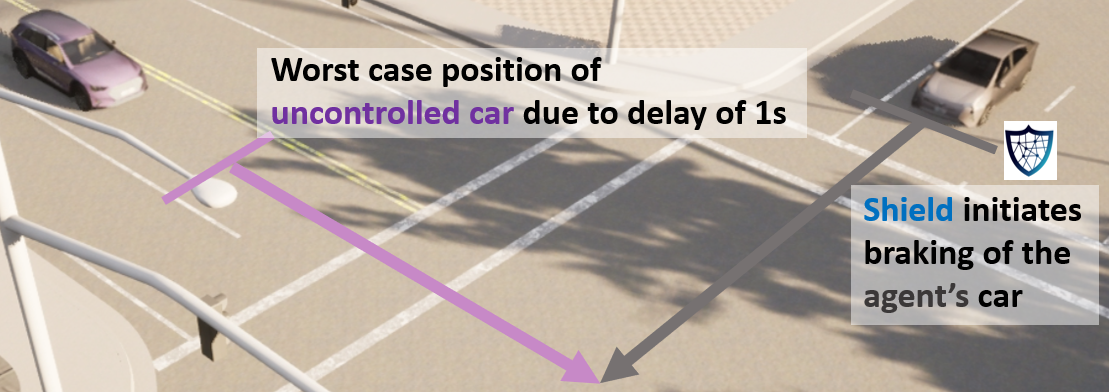 Worst case position of
uncontrolled car due to delay of 1s
Shield initiates
braking of the
agent's car